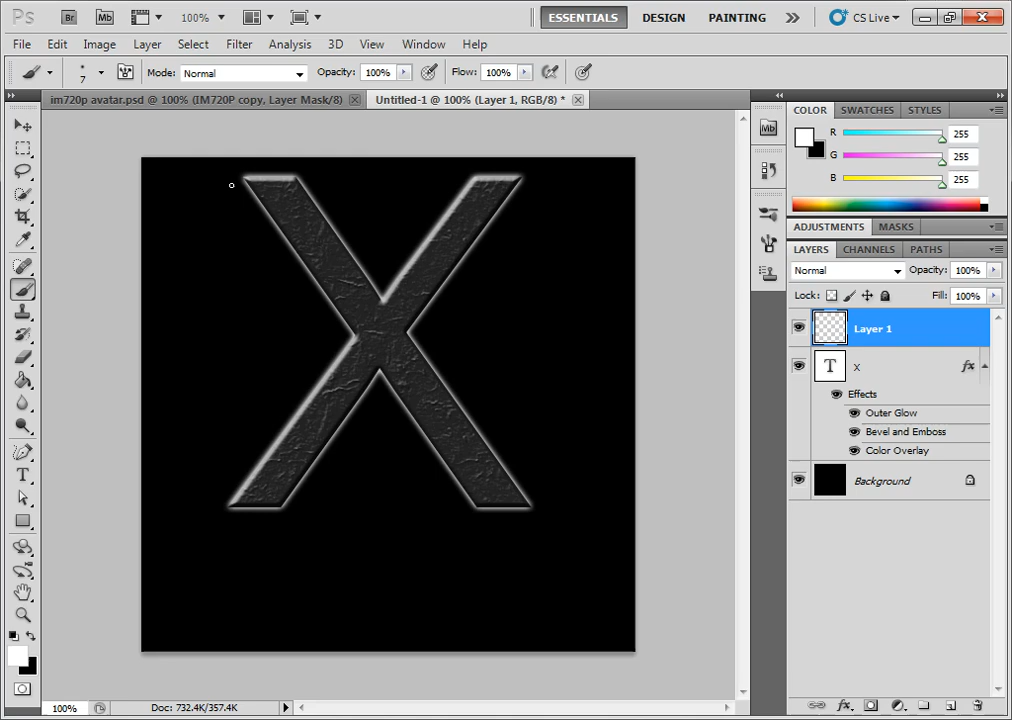 Ps Br Mb 100% ESSENTIALS DESIGN PAINTING CS Live
File Edit Image Layer Select Filter Analysis 3D View Window Help
7 Mode: Normal Opacity: 100% Flow: 100%
im720p avatar.psd @ 100% (IM720P copy, Layer Mask/8) Untitled-1 @ 100% (Layer 1, RGB/8) *
COLOR SWATCHES STYLES
Mb
R 255
G 255
B 255
ADJUSTMENTS MASKS
LAYERS CHANNELS PATHS
Normal Opacity: 100%
Lock: Fill: 100%
Layer 1
T X fx
Effects
Outer Glow
Bevel and Emboss
Color Overlay
Background
X
T
100% Doc: 732.4K/357.4K
fx